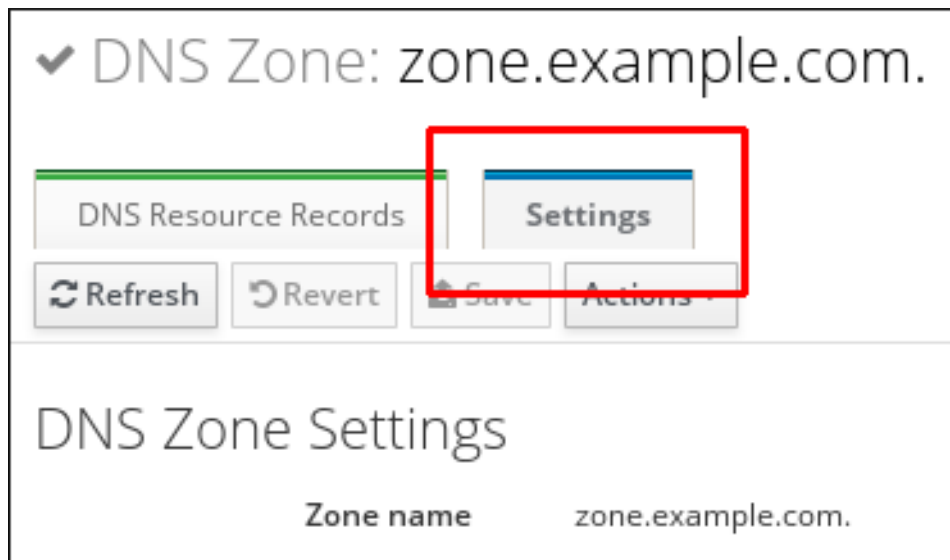 DNS Zone: zone.example.com.
DNS Resource Records Settings
Refresh Revert Save Actions
DNS Zone Settings
Zone name zone.example.com.